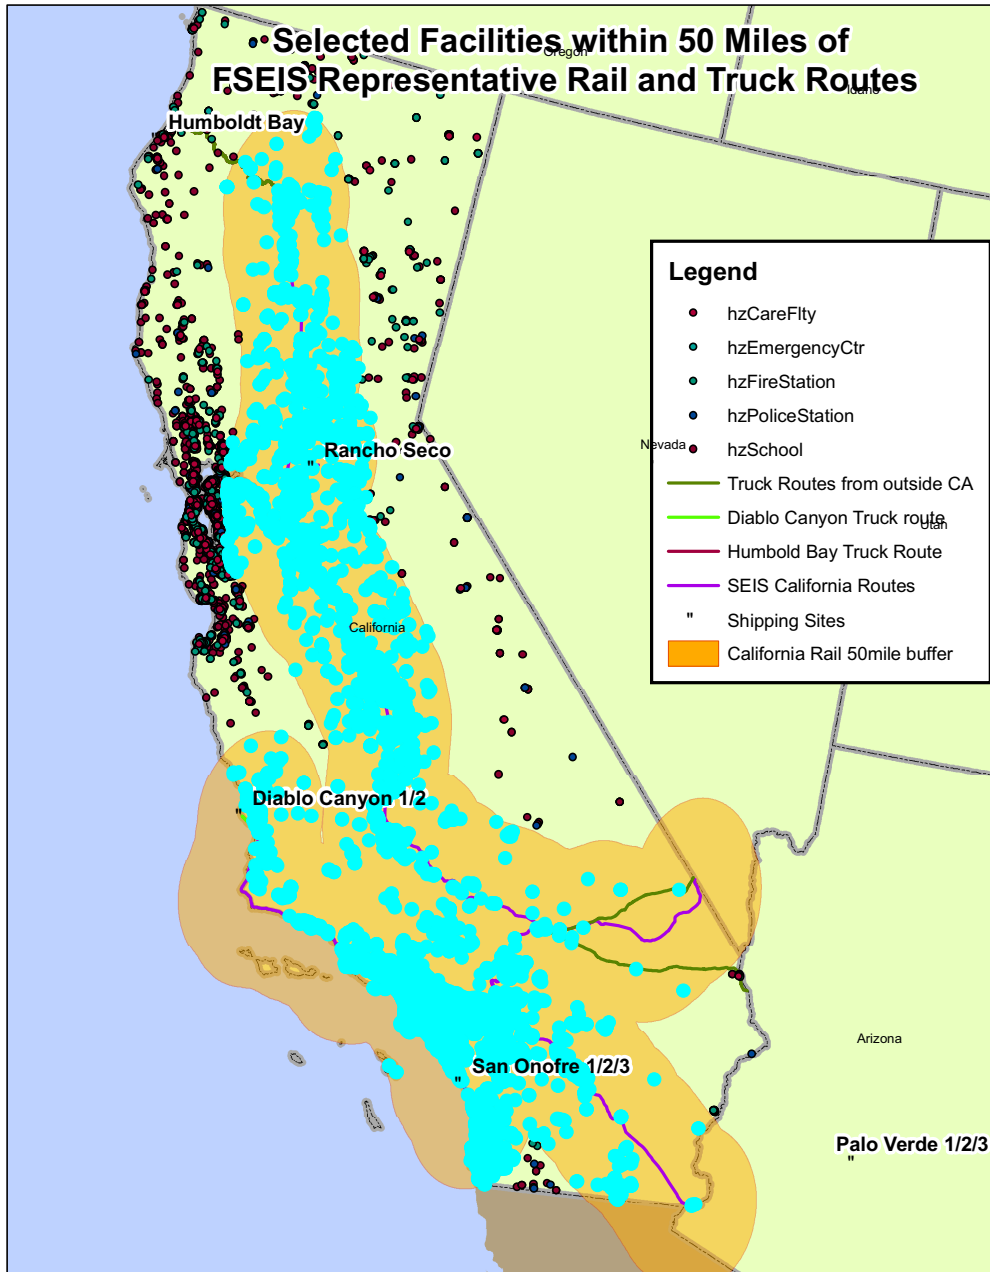 Selected Facilities within 50 Miles of
Oregon
FSEIS Representative Rail and Truck Routes
Idaho
Humboldt Bay
Legend
hzCareFlty
hzEmergencyCtr
hzFireStation
hzPoliceStation
hzSchool
Truck Routes from outside CA
Diablo Canyon Truck route
Humbold Bay Truck Route
SEIS California Routes
" Shipping Sites
California Rail 50mile buffer
Nevada
Utah
Rancho Seco
"
California
Diablo Canyon 1/2
"
Arizona
San Onofre 1/2/3
"
Palo Verde 1/2/3
"